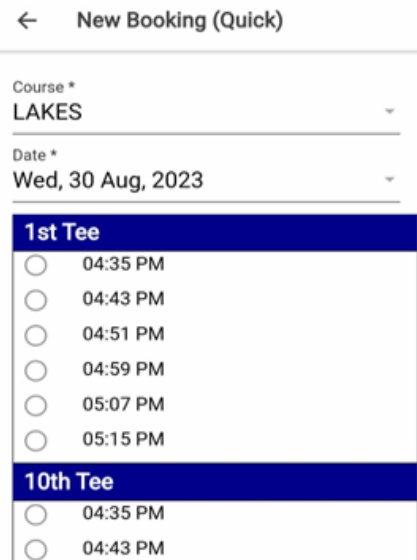 New Booking (Quick)
Course *
LAKES
Date *
Wed, 30 Aug, 2023
1st Tee
04:35 PM
04:43 PM
04:51 PM
04:59 PM
05:07 PM
05:15 PM
10th Tee
04:35 PM
04:43 PM